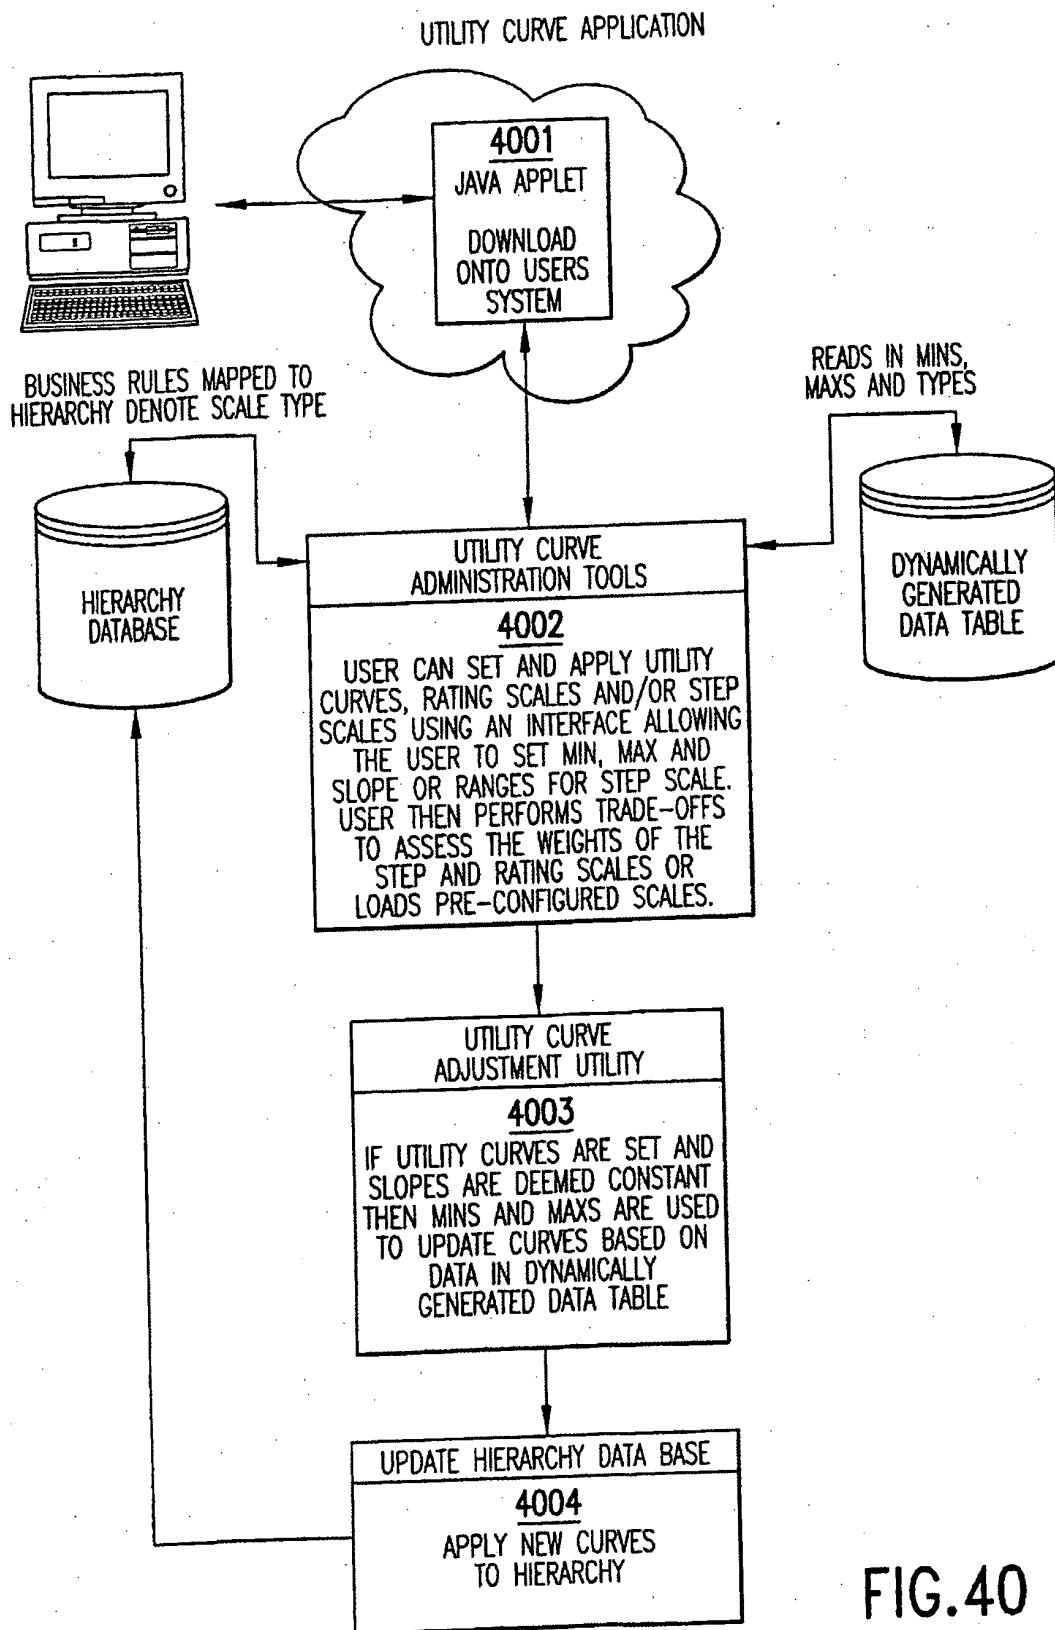 UTILITY CURVE APPLICATION
4001
JAVA APPLET
DOWNLOAD
ONTO USERS
SYSTEM
BUSINESS RULES MAPPED TO
HIERARCHY DENOTE SCALE TYPE
READS IN MINS,
MAXS AND TYPES
HIERARCHY
DATABASE
UTILITY CURVE
ADMINISTRATION TOOLS
4002
USER CAN SET AND APPLY UTILITY
CURVES, RATING SCALES AND/OR STEP
SCALES USING AN INTERFACE ALLOWING
THE USER TO SET MIN, MAX AND
SLOPE OR RANGES FOR STEP SCALE.
USER THEN PERFORMS TRADE-OFFS
TO ASSESS THE WEIGHTS OF THE
STEP AND RATING SCALES OR
LOADS PRE-CONFIGURED SCALES.
DYNAMICALLY
GENERATED
DATA TABLE
UTILITY CURVE
ADJUSTMENT UTILITY
4003
IF UTILITY CURVES ARE SET AND
SLOPES ARE DEEMED CONSTANT
THEN MINS AND MAXS ARE USED
TO UPDATE CURVES BASED ON
DATA IN DYNAMICALLY
GENERATED DATA TABLE
UPDATE HIERARCHY DATA BASE
4004
APPLY NEW CURVES
TO HIERARCHY
FIG.40